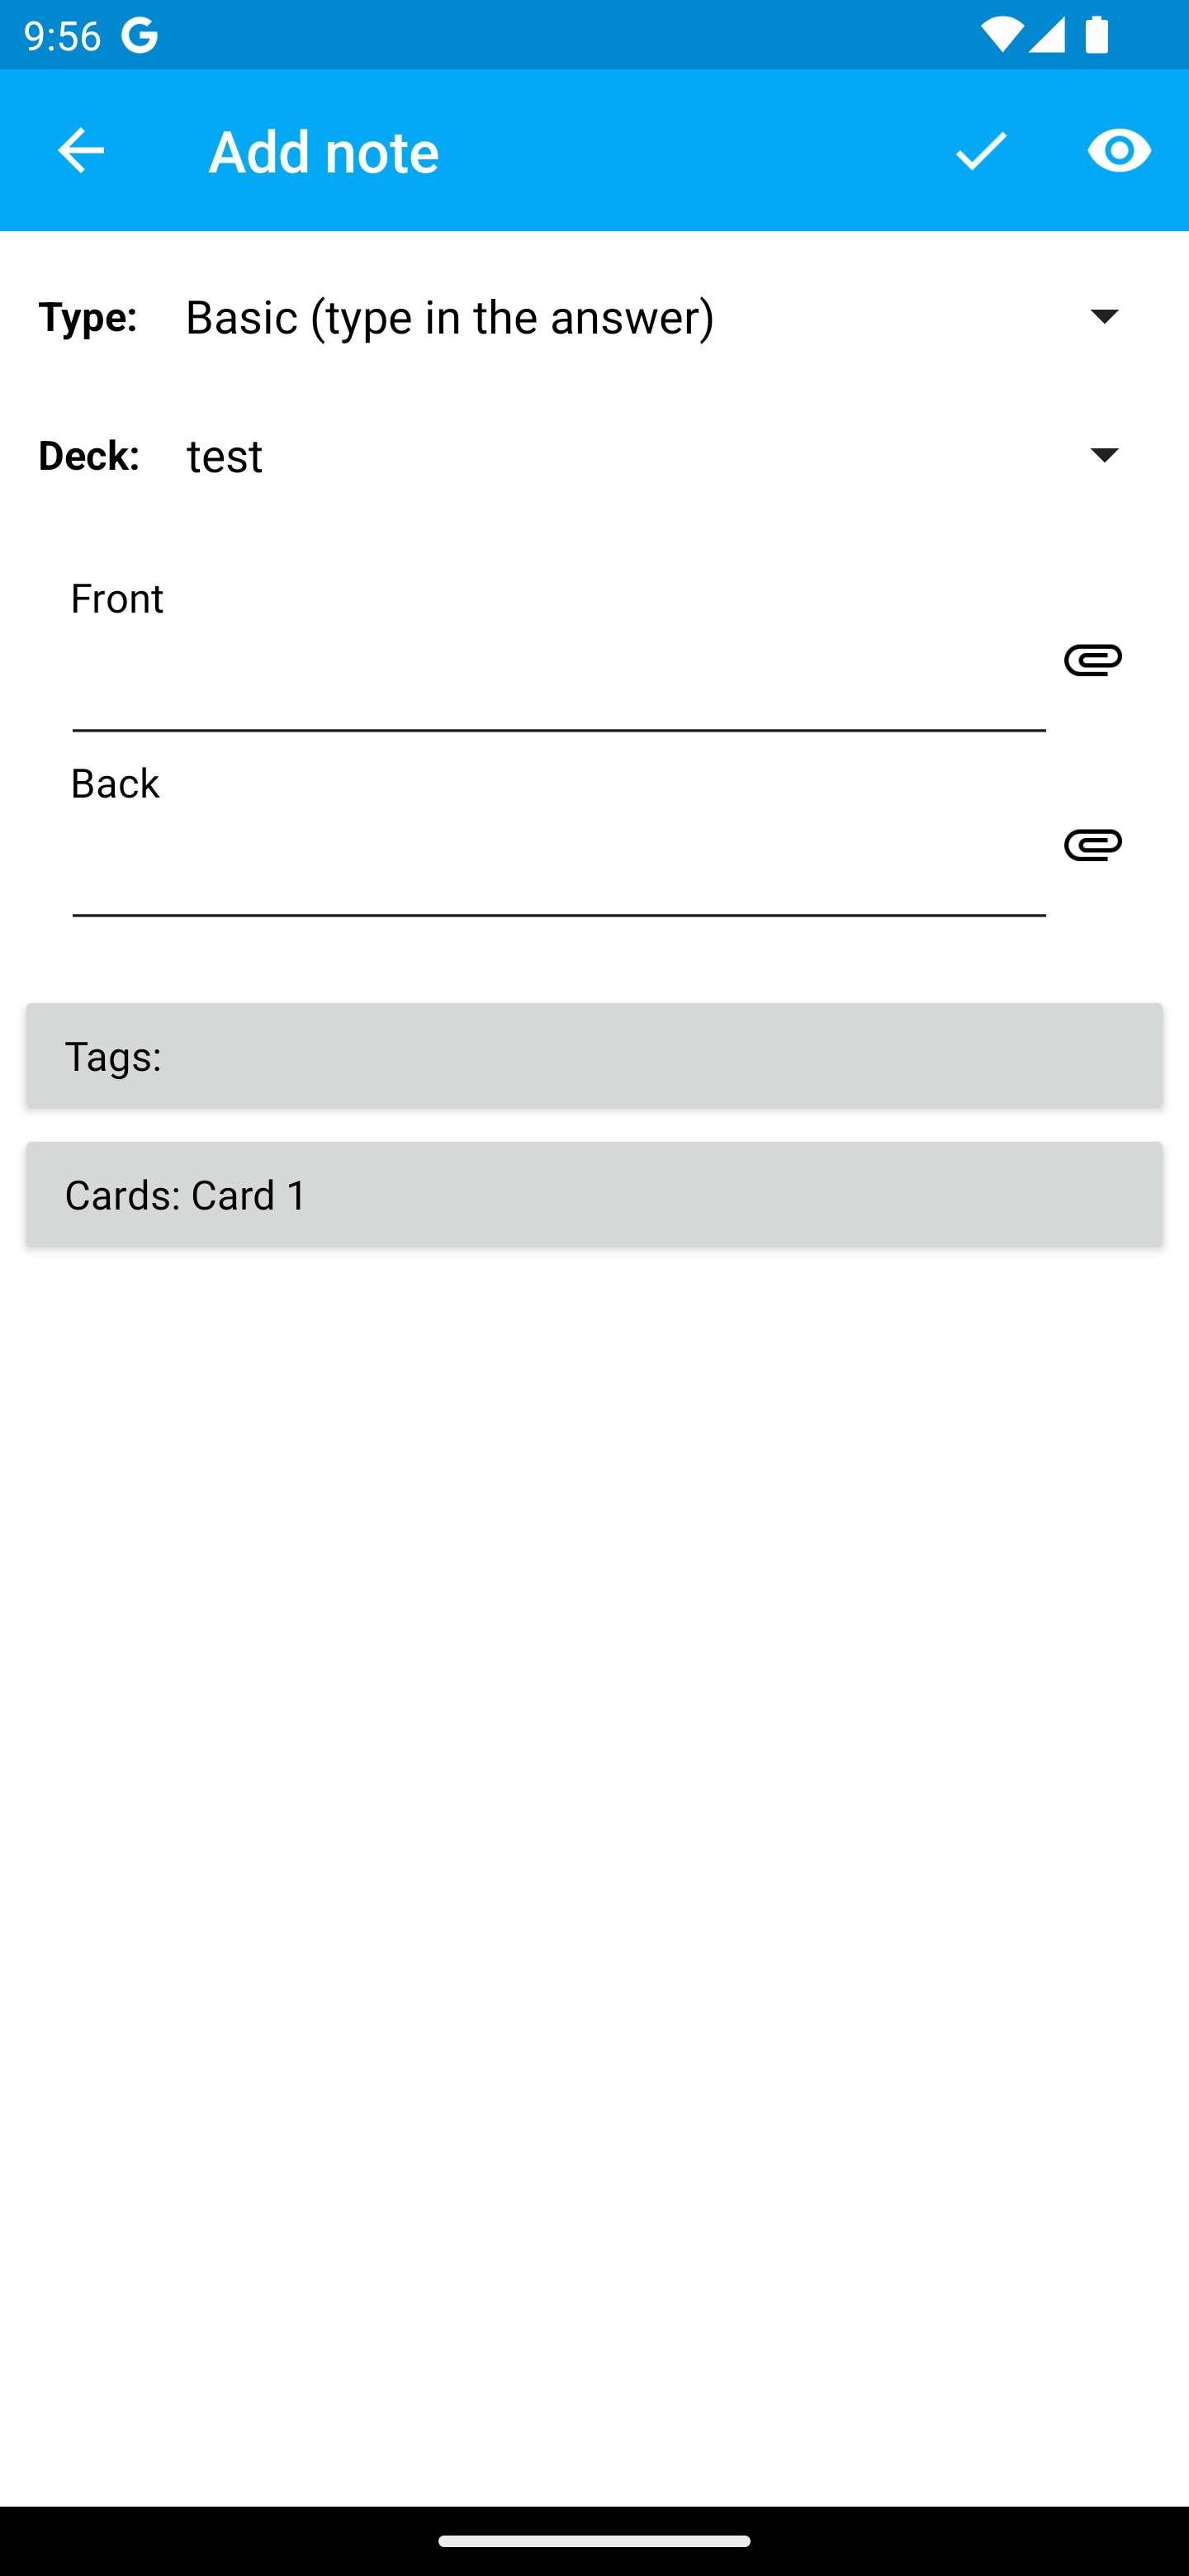 9:56
Add note
Type: Basic (type in the answer)
Deck: test
Front
Back
Tags:
Cards: Card 1